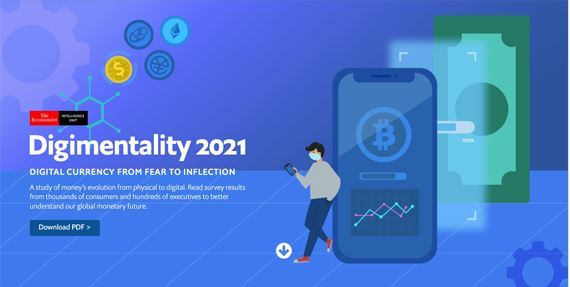 The
Economist
INTELLIGENCE
UNIT
Digimentality 2021
DIGITAL CURRENCY FROM FEAR TO INFLECTION
A study of money's evolution from physical to digital. Read survey results
from thousands of consumers and hundreds of executives to better
understand our global monetary future.
Download PDF >
100%